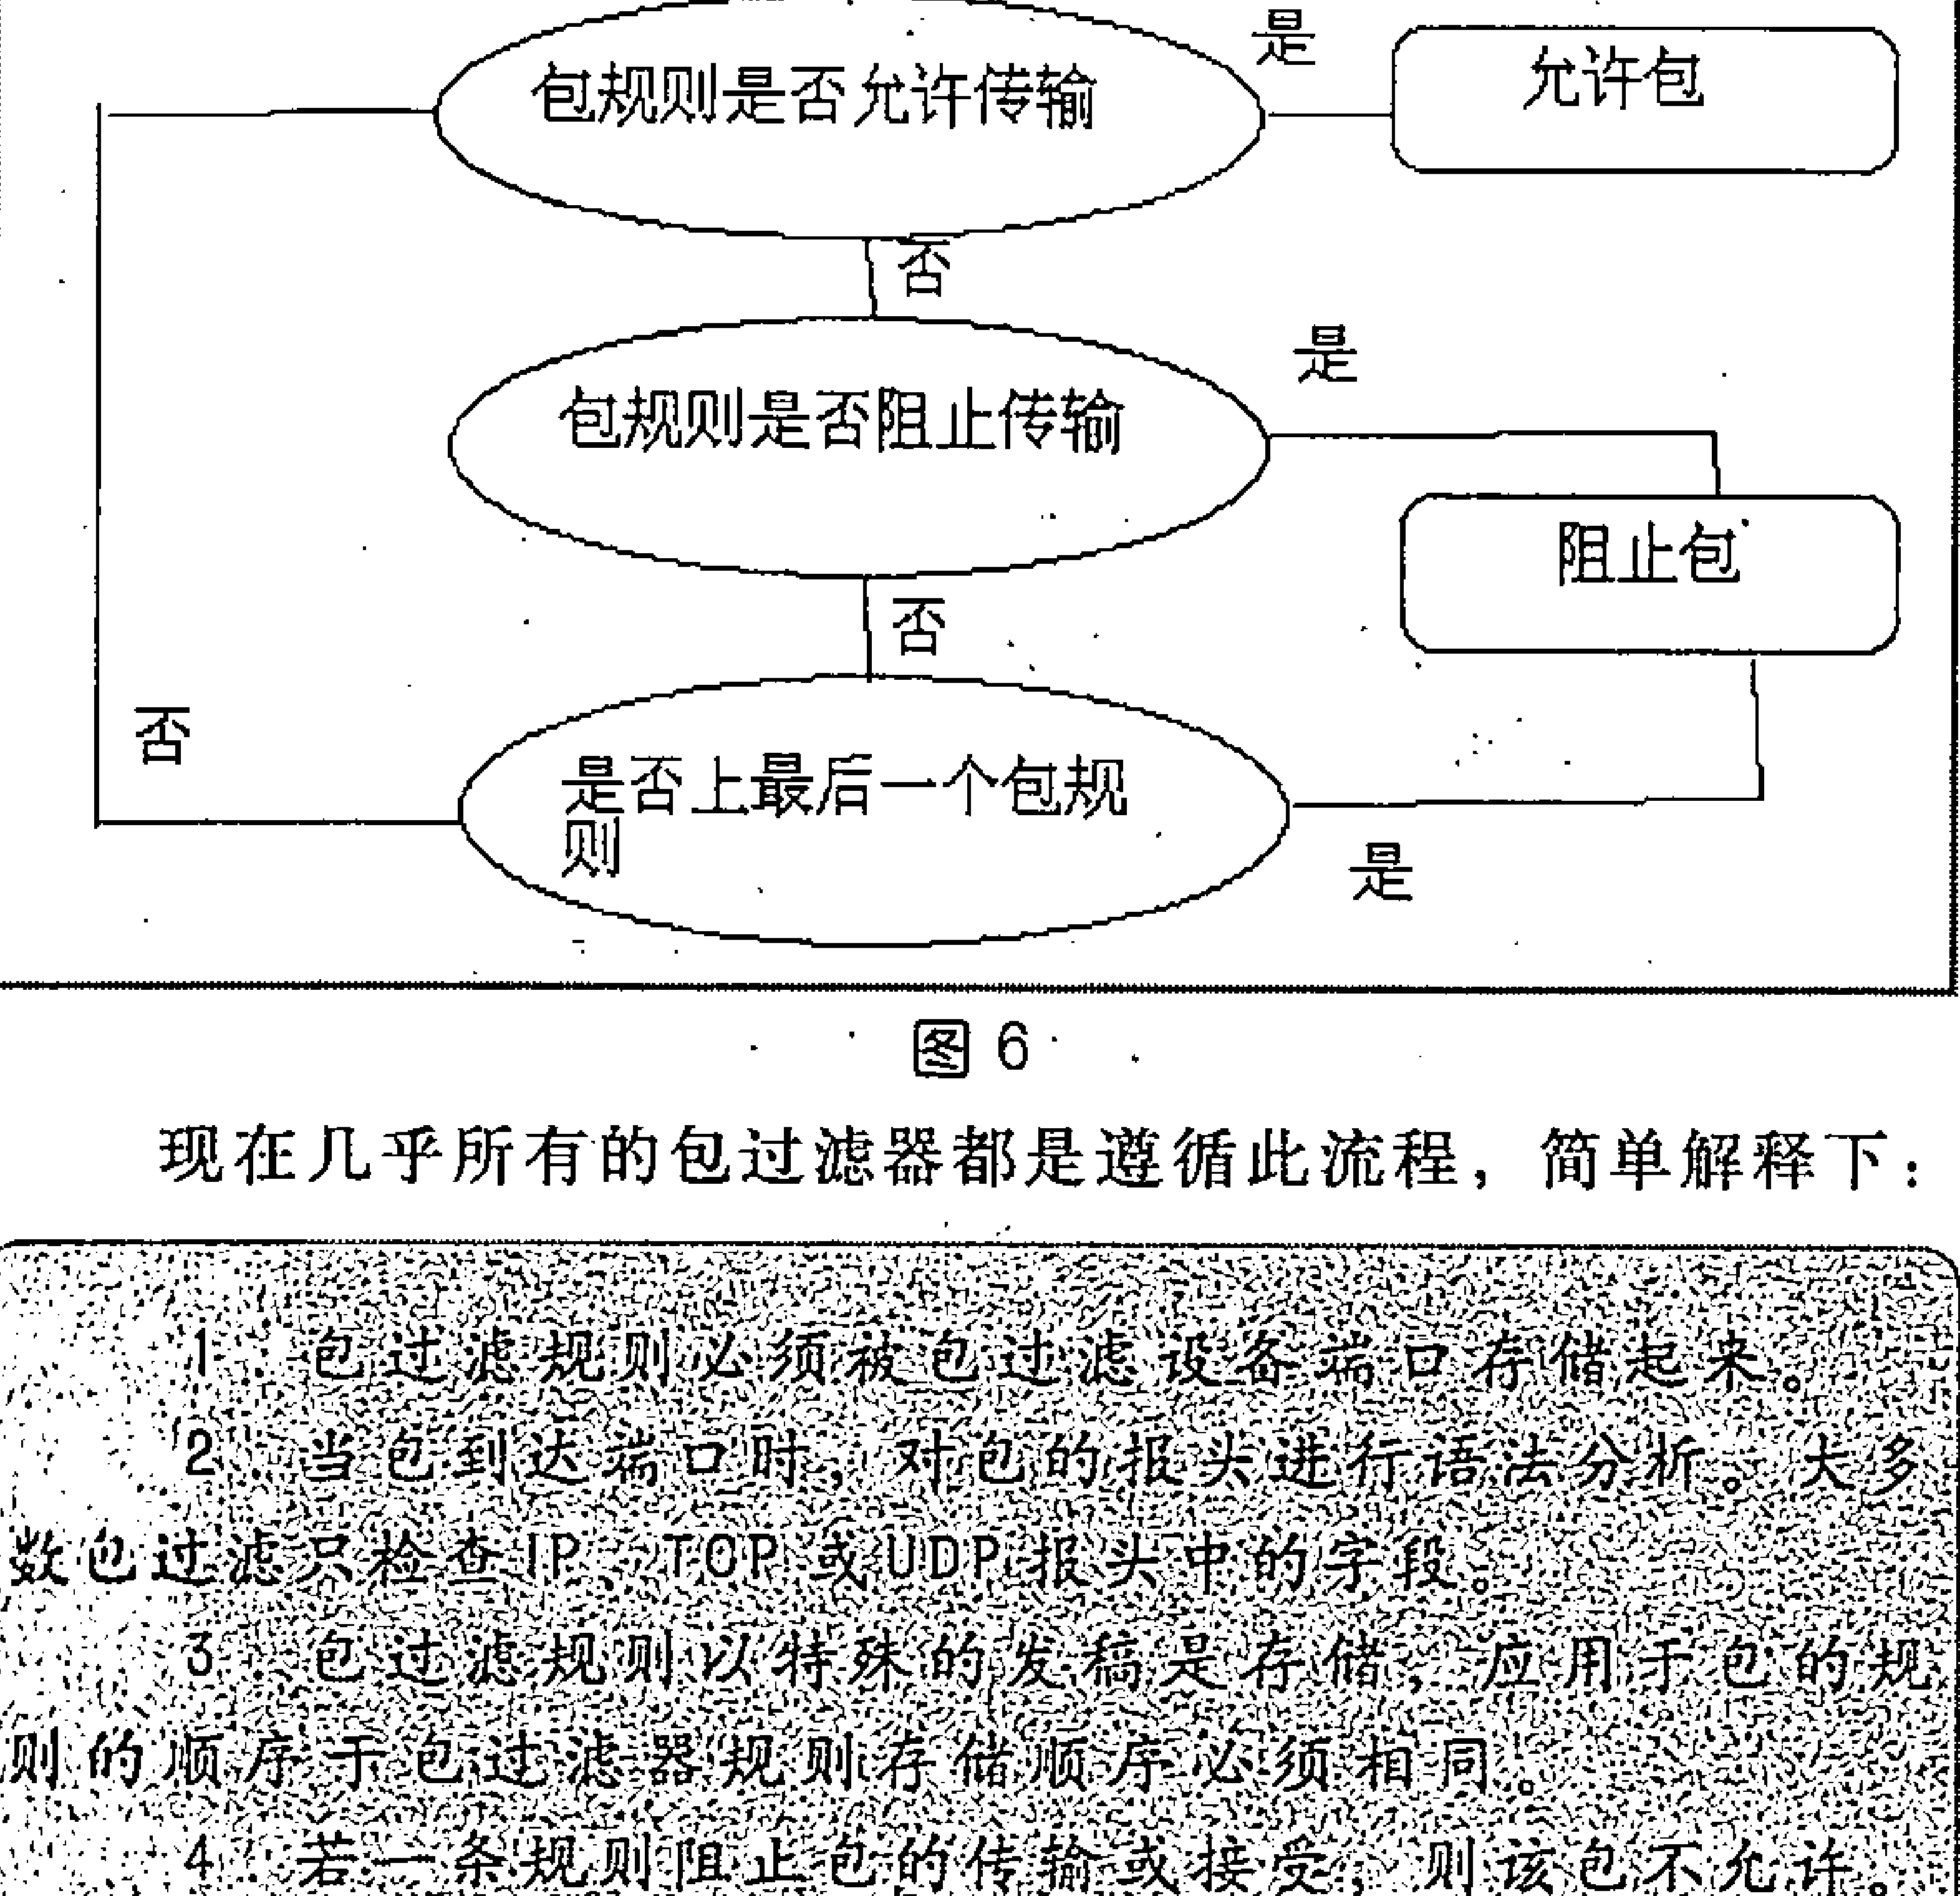 是
包规则是否允许传输
允许包
否
是
包规则是否阻止传输
阻止包
否
否
是否上最后一个包规
则
是
图 6
现在几乎所有的包过滤器都是遵循此流程，简单解释下：
1．包过滤规则必须被包过滤设备端口存储起来。
2．当包到达端口时，对包的报头进行语法分析。大多
数包过滤只检查IP、TCP或UDP报头中的字段。
3．包过滤规则以特殊的发稿是存储，应用于包的规
则的顺序于包过滤器规则存储顺序必须相同。
4．若一条规则阻止包的传输或接受，则该包不允许。